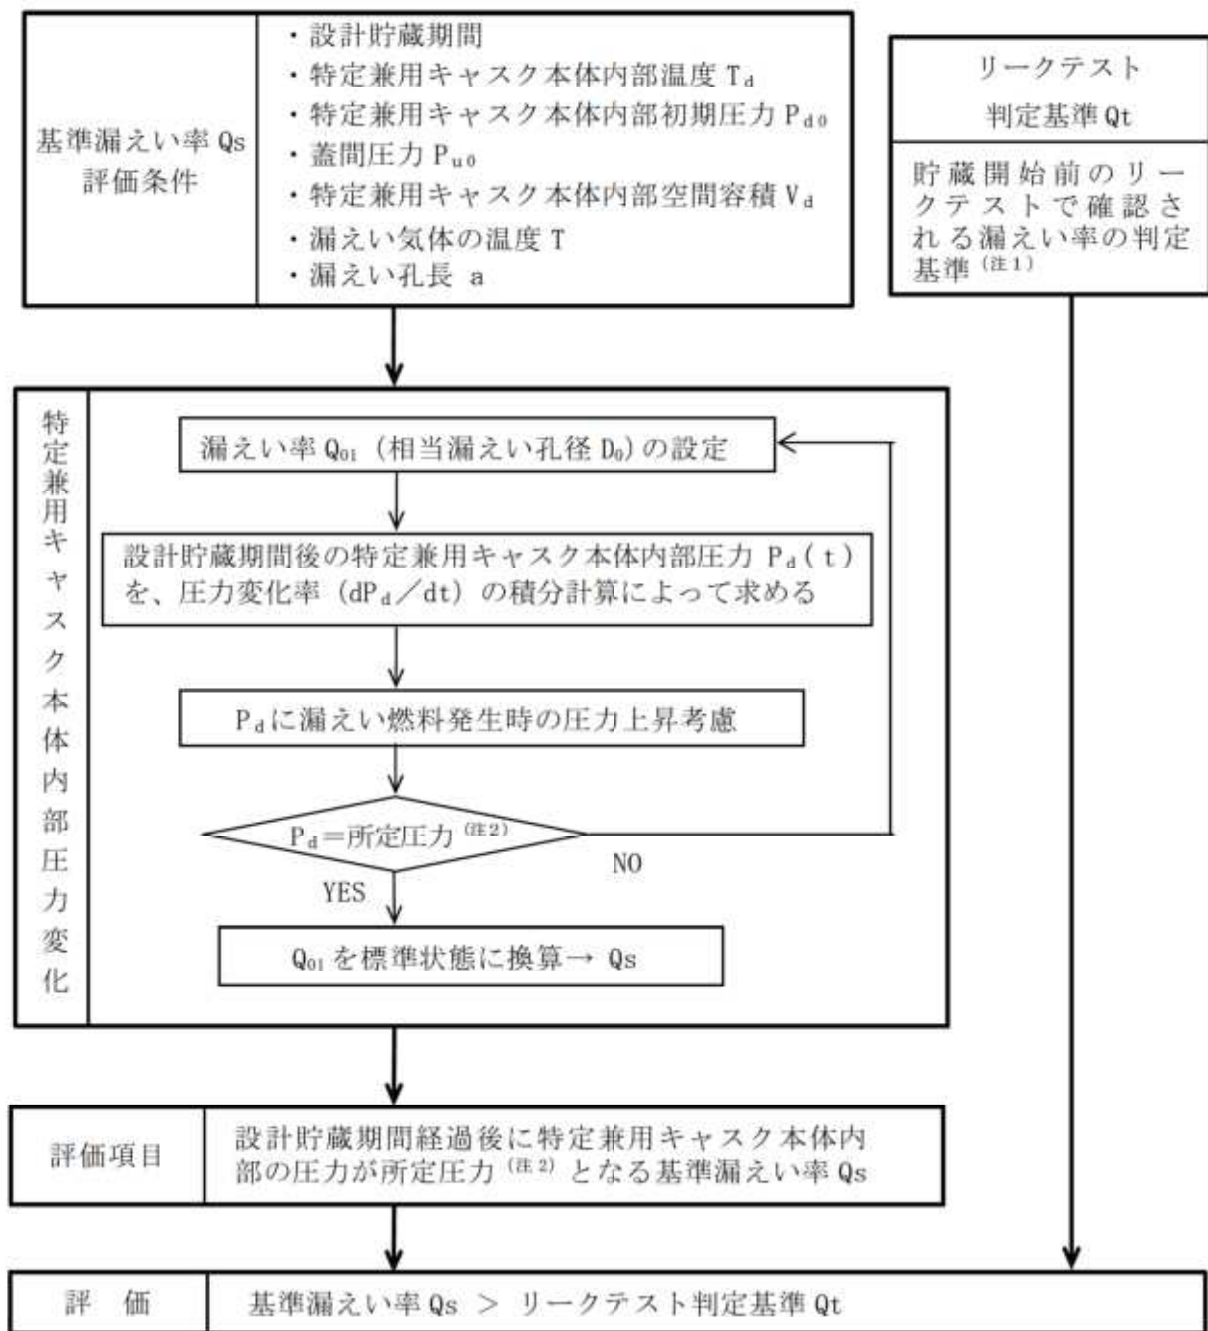 基準漏えい率 Qs
評価条件
・設計貯蔵期間
・特定兼用キャスク本体内部温度 Td
・特定兼用キャスク本体内部初期圧力 Pd0
・蓋間圧力 Pu0
・特定兼用キャスク本体内部空間容積 Vd
・漏えい気体の温度 T
・漏えい孔長 a
リークテスト
判定基準 Qt
貯蔵開始前のリー
クテストで確認さ
れる漏えい率の判定
基準(注1)
特定兼用キャスク本体内部圧力変化
漏えい率 Q01 (相当漏えい孔径 D0) の設定
設計貯蔵期間後の特定兼用キャスク本体内部圧力 Pd(t)
を、圧力変化率 (dPd/dt) の積分計算によって求める
Pdに漏えい燃料発生時の圧力上昇考慮
Pd=所定圧力(注2)
NO
YES
Q01を標準状態に換算→ Qs
評価項目
設計貯蔵期間経過後に特定兼用キャスク本体内
部の圧力が所定圧力(注2)となる基準漏えい率 Qs
評 価
基準漏えい率 Qs > リークテスト判定基準 Qt